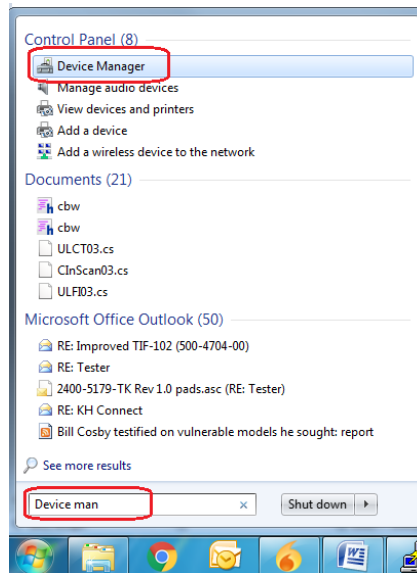 Control Panel (8)
Device Manager
Manage audio devices
View devices and printers
Add a device
Add a wireless device to the network
Documents (21)
cbw
cbw
ULCT03.cs
CInScan03.cs
ULFI03.cs
Microsoft Office Outlook (50)
RE: Improved TIF-102 (500-4704-00)
RE: Tester
2400-5179-TK Rev 1.0 pads.asc (RE: Tester)
RE: KH Connect
Bill Cosby testified on vulnerable models he sought: report
See more results
Device man
Shut down